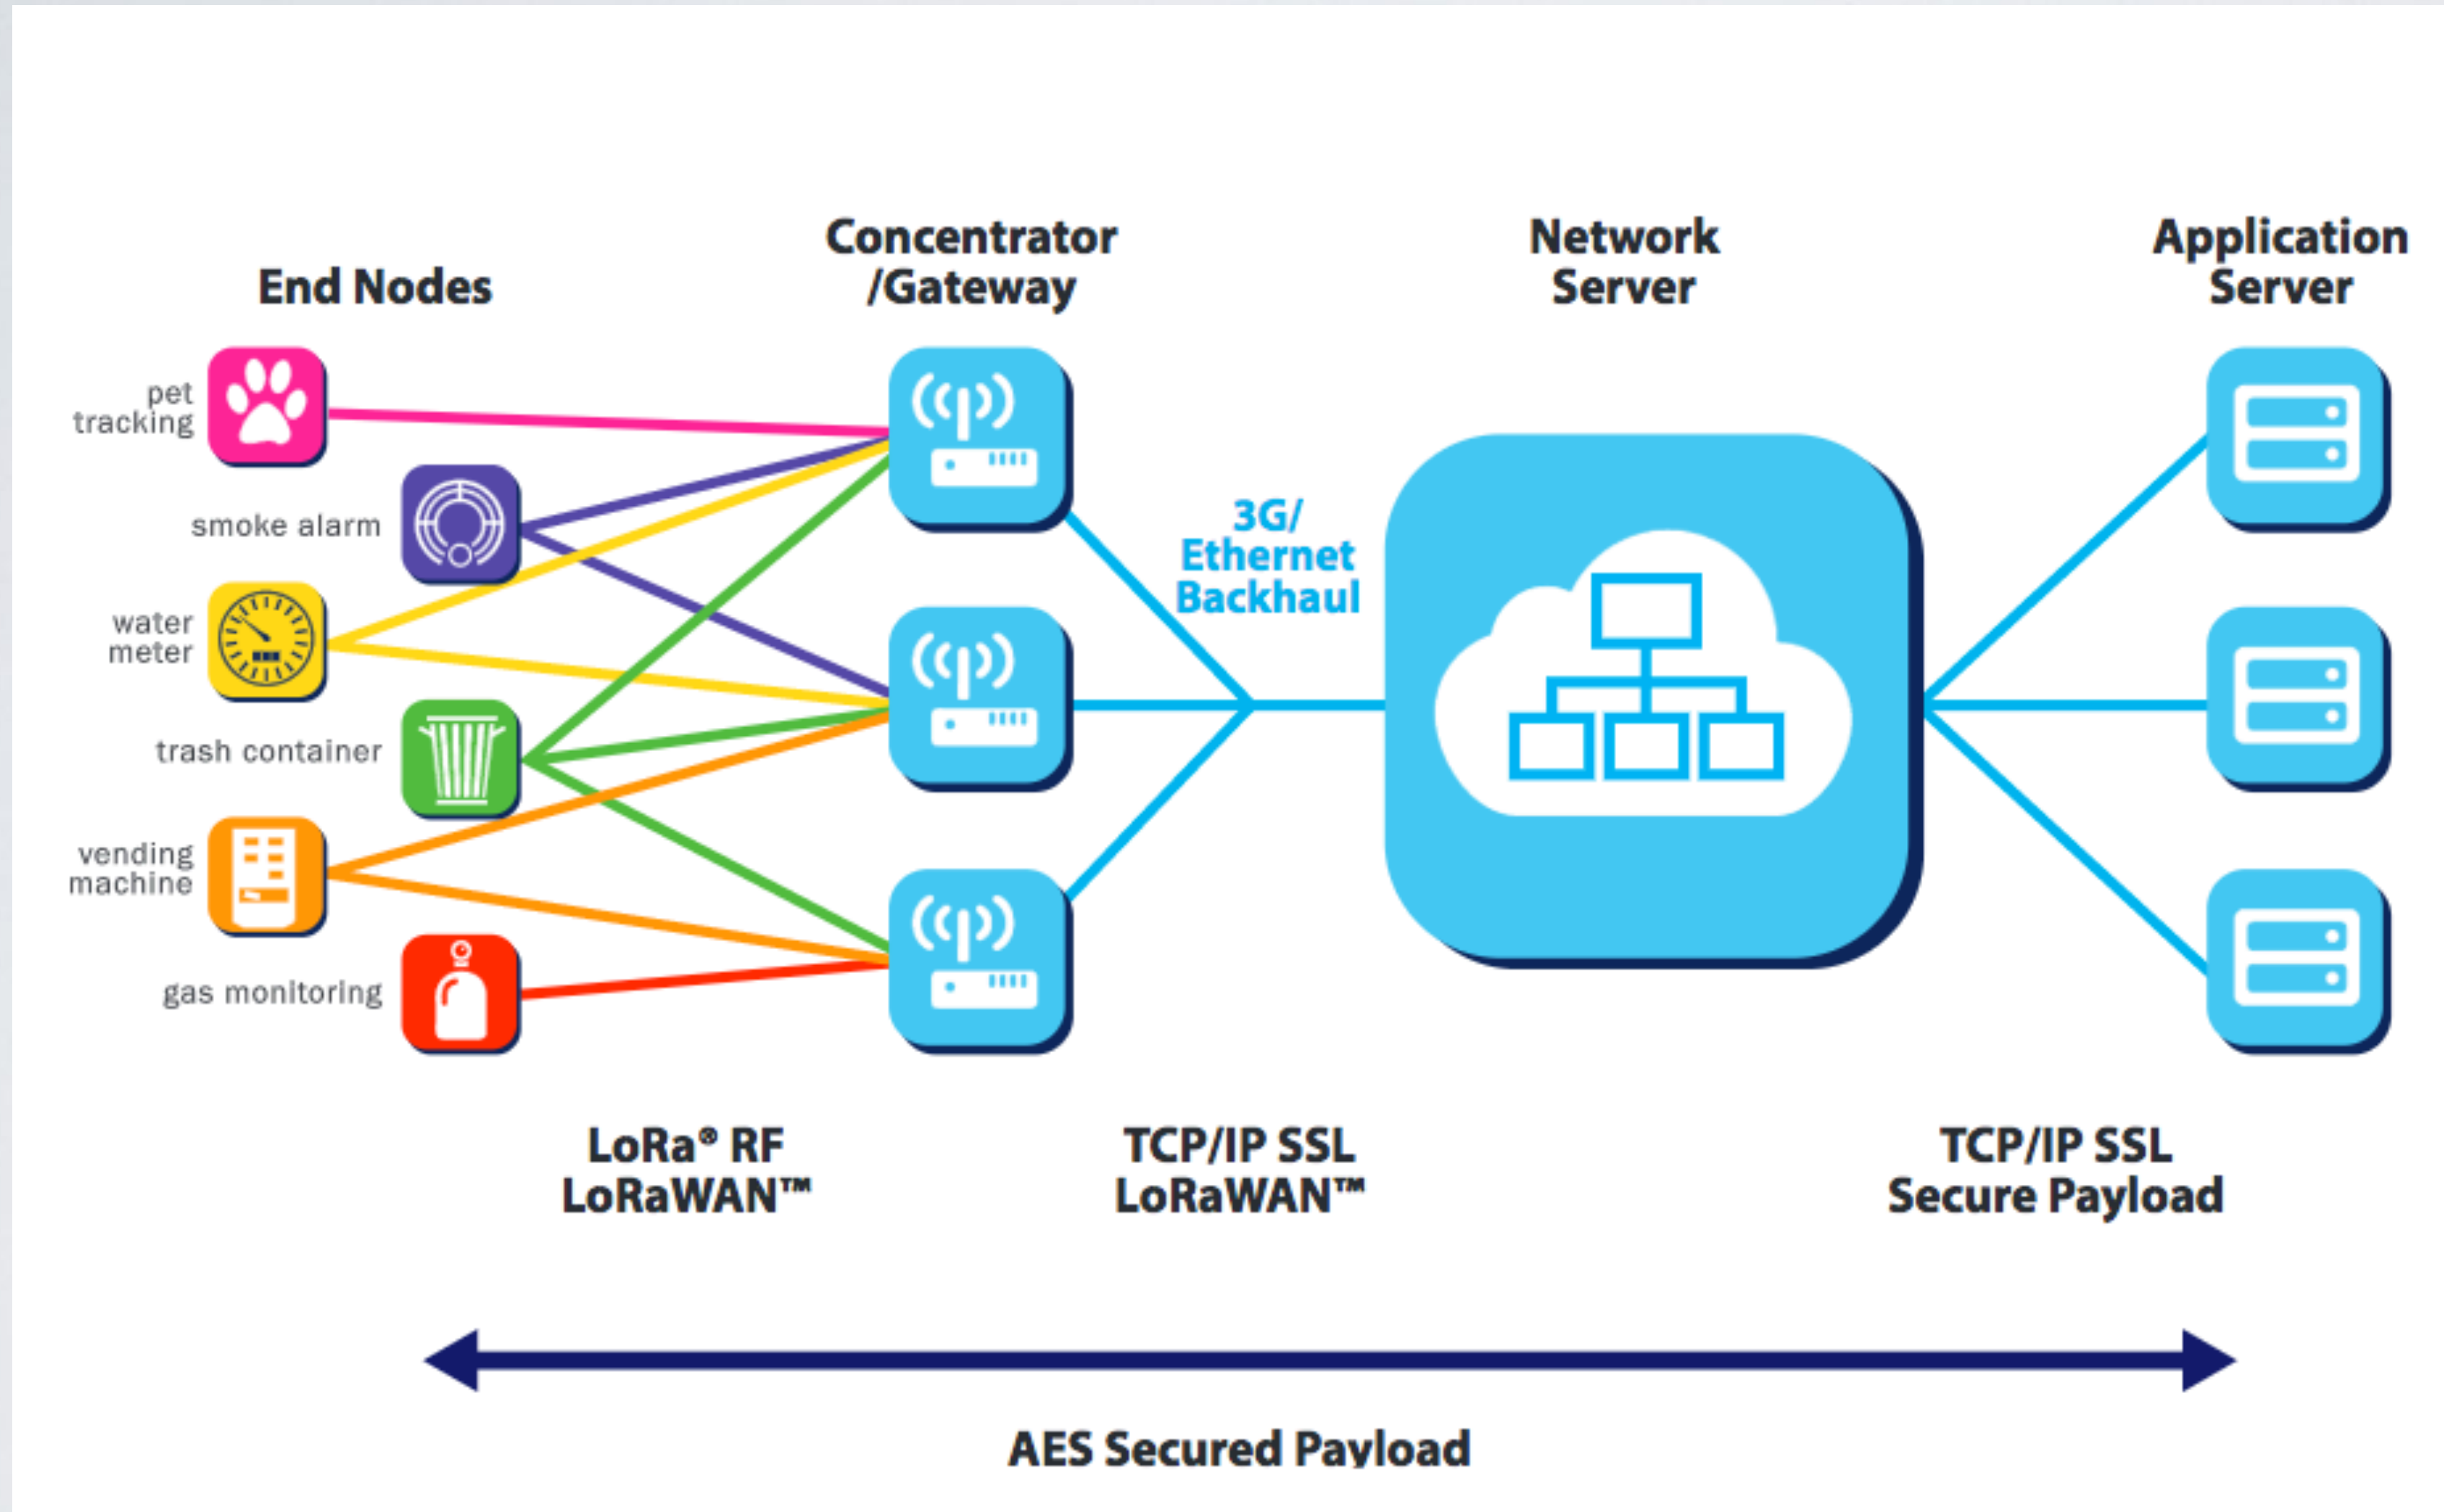 End Nodes
Concentrator
/Gateway
Network
Server
Application
Server
pet
tracking
smoke alarm
water
meter
trash container
vending
machine
gas monitoring
3G/
Ethernet
Backhaul
LoRa® RF
LoRaWAN™
TCP/IP SSL
LoRaWAN™
TCP/IP SSL
Secure Payload
AES Secured Payload